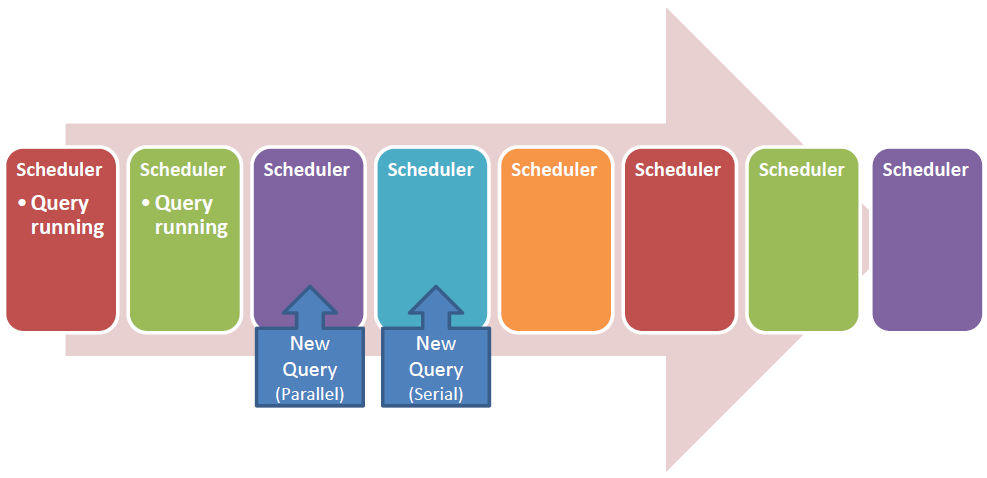 Scheduler
• Query
running
Scheduler
• Query
running
Scheduler
Scheduler
Scheduler
Scheduler
Scheduler
Scheduler
New
Query
(Parallel)
New
Query
(Serial)